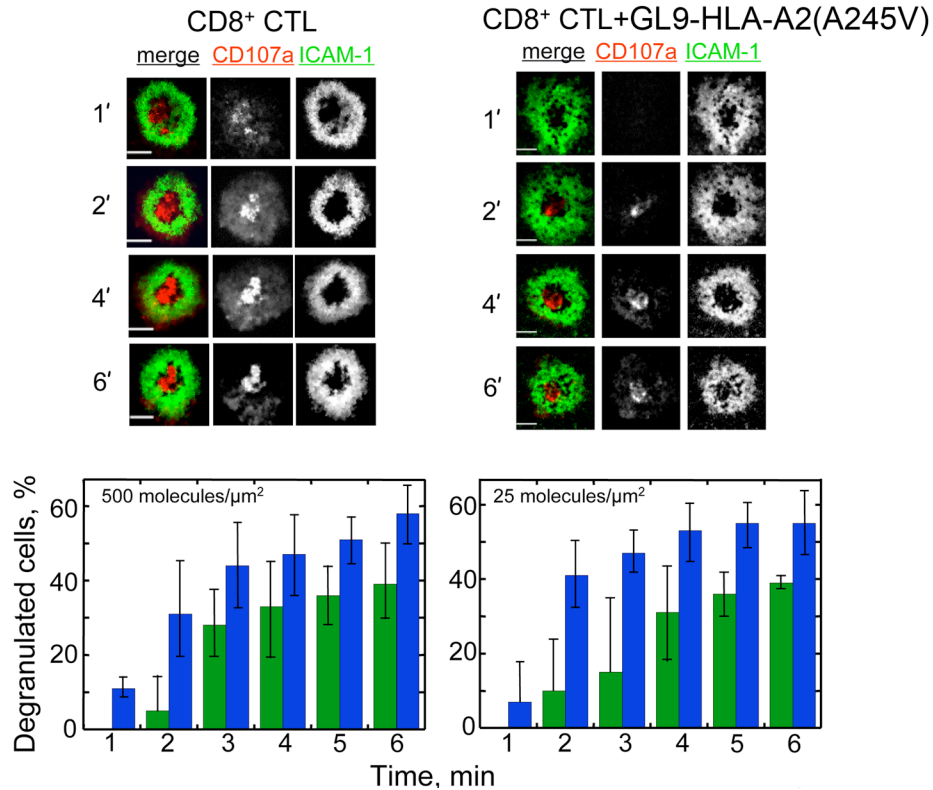 CD8⁺ CTL
merge CD107a ICAM-1
1′
2′
4′
6′
CD8⁺ CTL+GL9-HLA-A2(A245V)
merge CD107a ICAM-1
1′
2′
4′
6′
Degranulated cells, %
500 molecules/µm²
60
40
20
0
1 2 3 4 5 6
25 molecules/µm²
60
40
20
0
1 2 3 4 5 6
Time, min